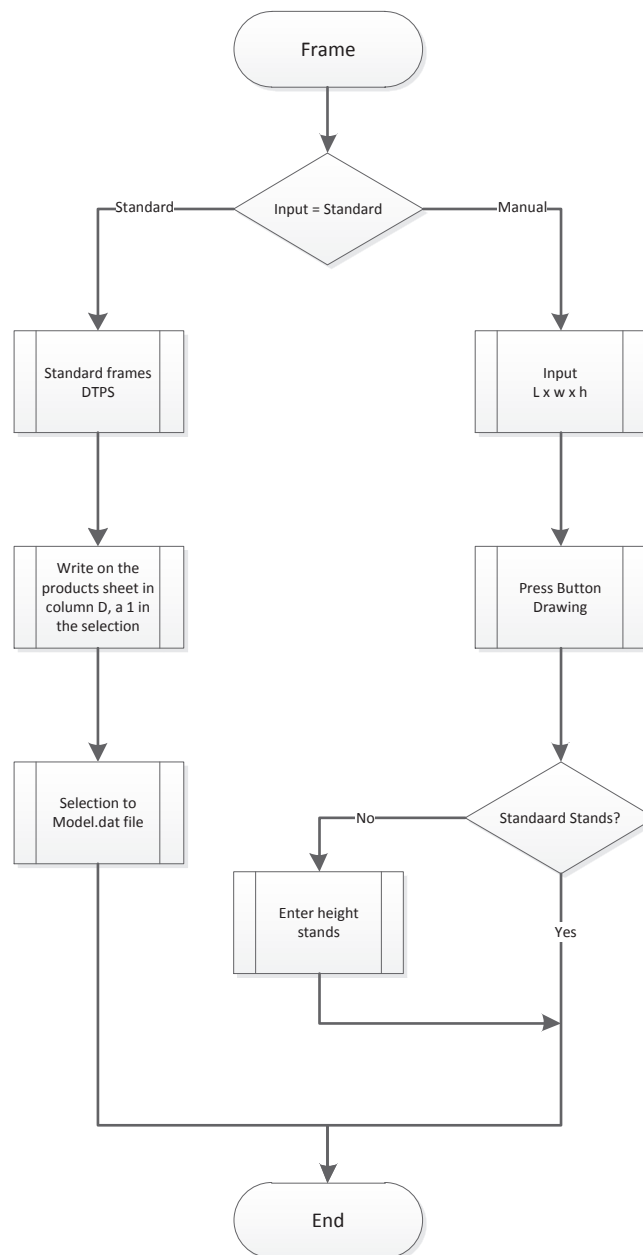 Frame
Input = Standard
Standard
Manual
Standard frames
DTPS
Input
L x w x h
Write on the
products sheet in
column D, a 1 in
the selection
Press Button
Drawing
Selection to
Model.dat file
Standaard Stands?
No
Enter height
stands
Yes
End